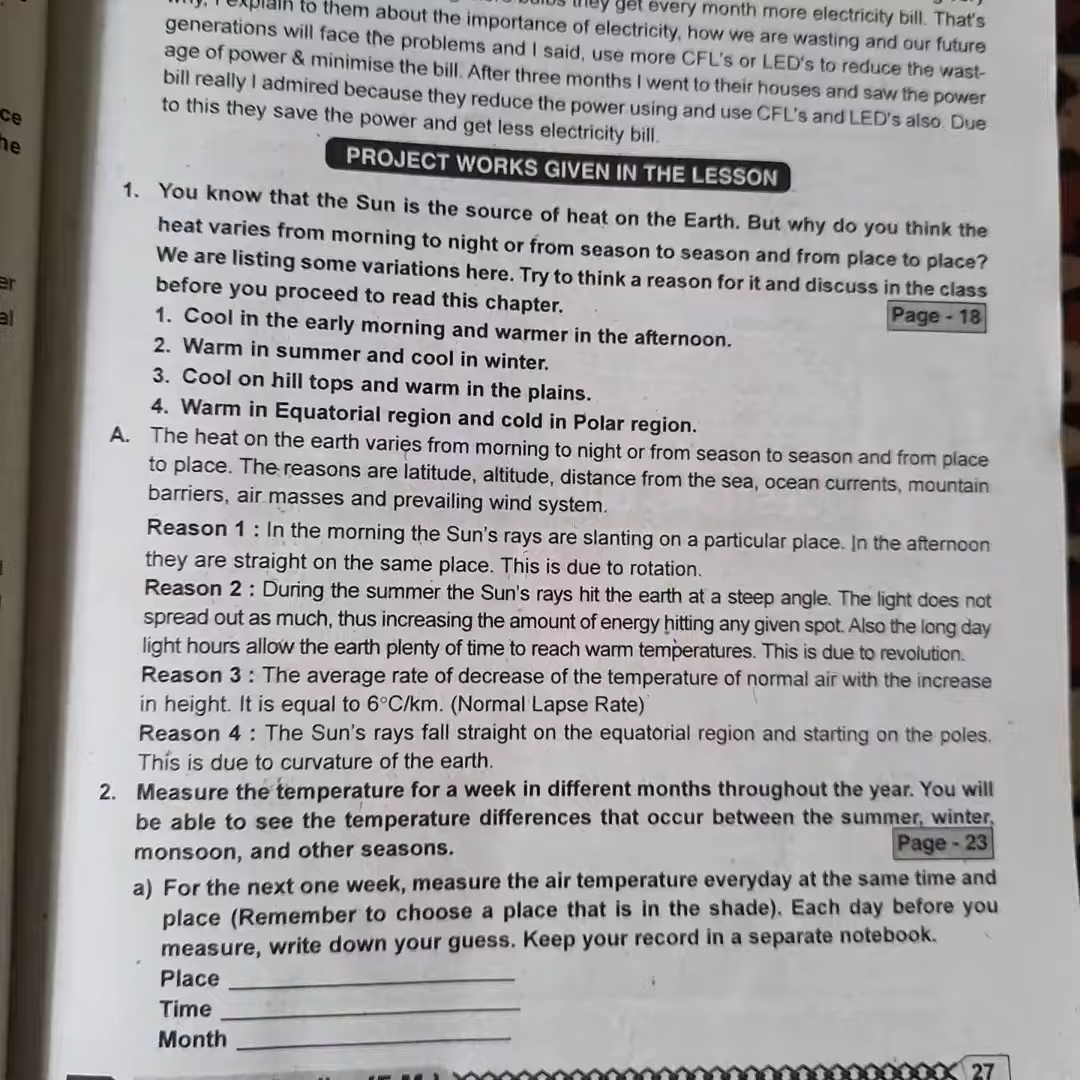 explain to them about the importance of electricity, how we are wasting and our future
they get every month more electricity bill. That's
generations will face the problems and I said, use more CFL's or LED's to reduce the wast-
age of power & minimise the bill. After three months I went to their houses and saw the power
bill really I admired because they reduce the power using and use CFL's and LED's also. Due
to this they save the power and get less electricity bill.
PROJECT WORKS GIVEN IN THE LESSON
1. You know that the Sun is the source of heat on the Earth. But why do you think the
heat varies from morning to night or from season to season and from place to place?
We are listing some variations here. Try to think a reason for it and discuss in the class
before you proceed to read this chapter.
Page - 18
1. Cool in the early morning and warmer in the afternoon.
2. Warm in summer and cool in winter.
3. Cool on hill tops and warm in the plains.
4. Warm in Equatorial region and cold in Polar region.
A. The heat on the earth varies from morning to night or from season to season and from place
to place. The reasons are latitude, altitude, distance from the sea, ocean currents, mountain
barriers, air masses and prevailing wind system.
Reason 1 : In the morning the Sun's rays are slanting on a particular place. In the afternoon
they are straight on the same place. This is due to rotation.
Reason 2 : During the summer the Sun's rays hit the earth at a steep angle. The light does not
spread out as much, thus increasing the amount of energy hitting any given spot. Also the long day
light hours allow the earth plenty of time to reach warm temperatures. This is due to revolution.
Reason 3 : The average rate of decrease of the temperature of normal air with the increase
in height. It is equal to 6°C/km. (Normal Lapse Rate)
Reason 4 : The Sun's rays fall straight on the equatorial region and starting on the poles.
This is due to curvature of the earth.
2. Measure the temperature for a week in different months throughout the year. You will
be able to see the temperature differences that occur between the summer, winter,
monsoon, and other seasons.
Page - 23
a) For the next one week, measure the air temperature everyday at the same time and
place (Remember to choose a place that is in the shade). Each day before you
measure, write down your guess. Keep your record in a separate notebook.
Place
Time
Month
27